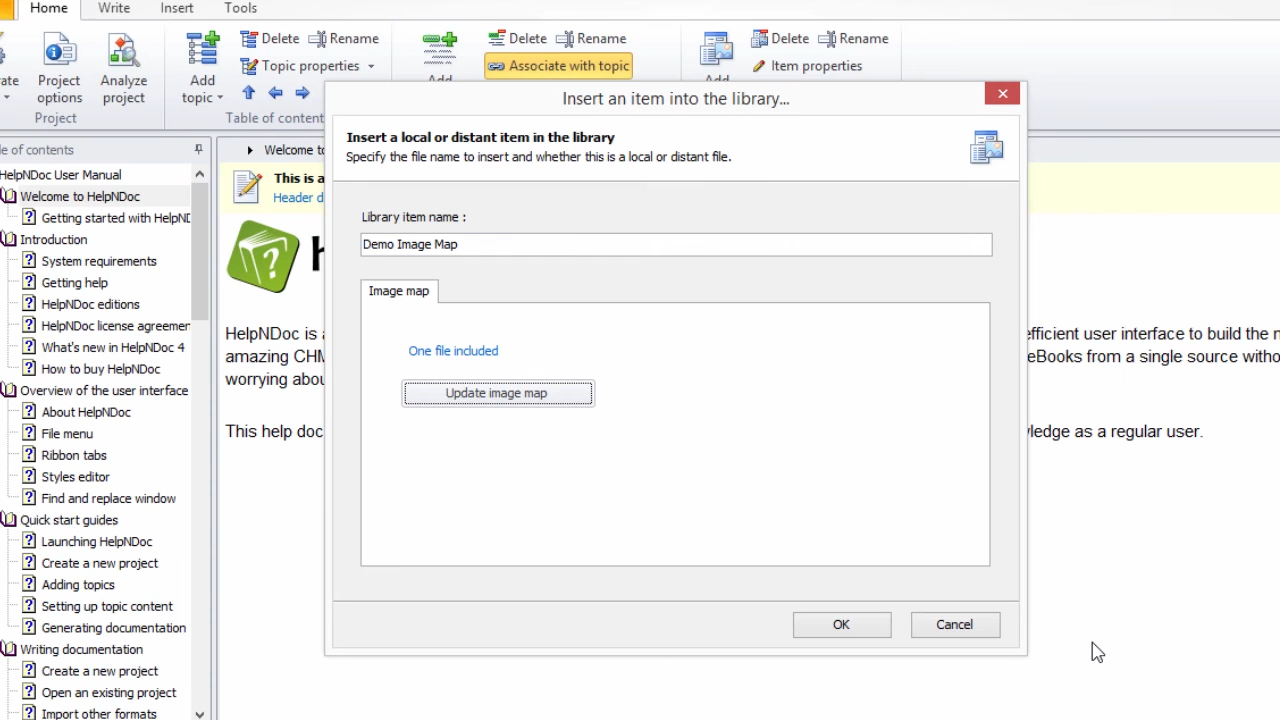 Home Write Insert Tools
Delete Rename Delete Rename Delete Rename
Project options Analyze project Add topic Topic properties Associate with topic Item properties
Project Table of content
Insert an item into the library...
Insert a local or distant item in the library
Specify the file name to insert and whether this is a local or distant file.
Library item name :
Demo Image Map
Image map
One file included
Update image map
OK Cancel
e of contents
HelpNDoc User Manual
Welcome to HelpNDoc
Getting started with HelpND
Introduction
System requirements
Getting help
HelpNDoc editions
HelpNDoc license agreemen
What's new in HelpNDoc 4
How to buy HelpNDoc
Overview of the user interface
About HelpNDoc
File menu
Ribbon tabs
Styles editor
Find and replace window
Quick start guides
Launching HelpNDoc
Create a new project
Adding topics
Setting up topic content
Generating documentation
Writing documentation
Create a new project
Open an existing project
Import other formats
Welcome to
This is a
Header d
HelpNDoc is a efficient user interface to build the n
amazing CHM eBooks from a single source witho
worrying abou
This help doc ledge as a regular user.